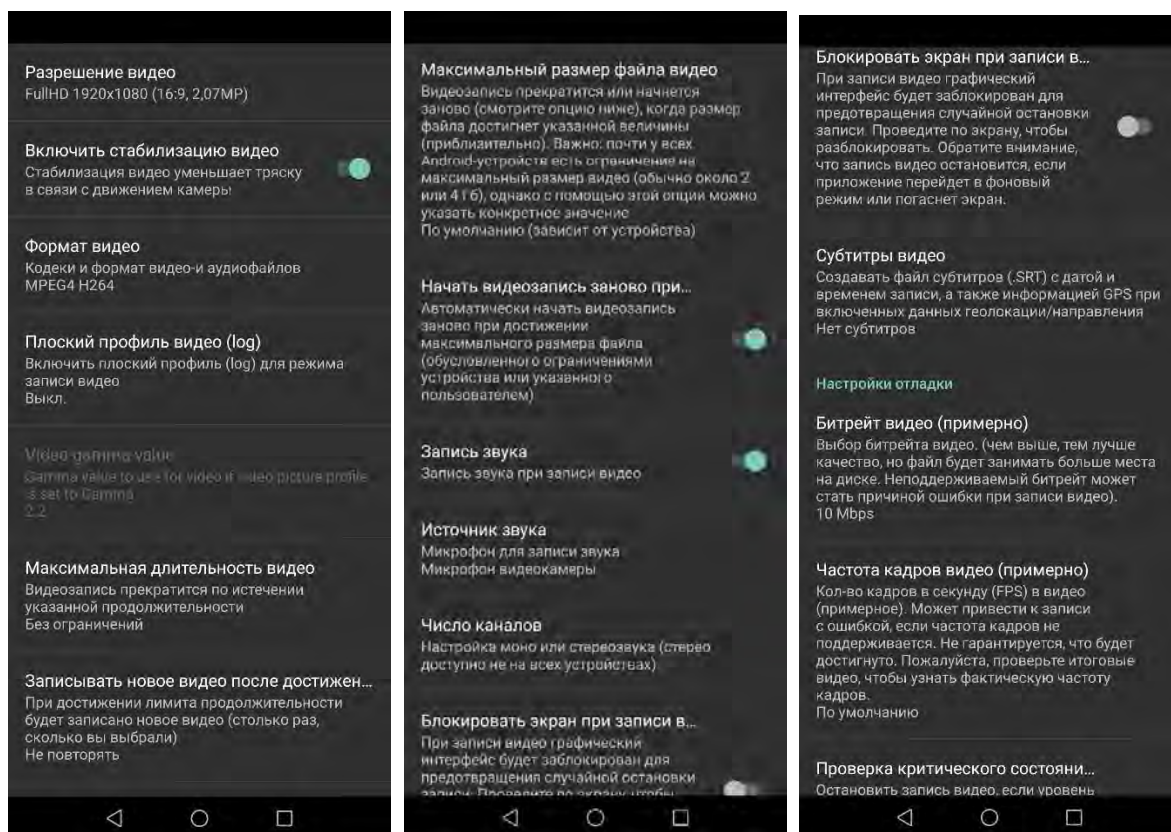 Разрешение видео
FullHD 1920x1080 (16:9, 2,07MP)
Включить стабилизацию видео
Стабилизация видео уменьшает тряску
в связи с движением камеры
Формат видео
Кодеки и формат видео-и аудиофайлов
MPEG4 H264
Плоский профиль видео (log)
Включить плоский профиль (log) для режима
записи видео
Выкл.
Video gamma value
Gamma value to use for video if video picture profile
is set to Gamma
2.2
Максимальная длительность видео
Видеозапись прекратится по истечении
указанной продолжительности
Без ограничений
Записывать новое видео после достижен...
При достижении лимита продолжительности
будет записано новое видео (столько раз,
сколько вы выбрали)
Не повторять
Максимальный размер файла видео
Видеозапись прекратится или начнется
заново (смотрите опцию ниже), когда размер
файла достигнет указанной величины
(приблизительно). Важно: почти у всех
Android-устройств есть ограничение на
максимальный размер видео (обычно около 2
или 4 Гб), однако с помощью этой опции можно
указать конкретное значение
По умолчанию (зависит от устройства)
Начать видеозапись заново при...
Автоматически начать видеозапись
заново при достижении
максимального размера файла
(обусловленного ограничениями
устройства или указанного
пользователем)
Запись звука
Запись звука при записи видео
Источник звука
Микрофон для записи звука
Микрофон видеокамеры
Число каналов
Настройка моно или стереозвука (стерео
доступно не на всех устройствах)
Блокировать экран при записи в...
При записи видео графический
интерфейс будет заблокирован для
предотвращения случайной остановки
записи. Проведите по экрану, чтобы
Блокировать экран при записи в...
При записи видео графический
интерфейс будет заблокирован для
предотвращения случайной остановки
записи. Проведите по экрану, чтобы
разблокировать. Обратите внимание,
что запись видео остановится, если
приложение перейдет в фоновый
режим или погаснет экран.
Субтитры видео
Создавать файл субтитров (.SRT) с датой и
временем записи, а также информацией GPS при
включенных данных геолокации/направления
Нет субтитров
Настройки отладки
Битрейт видео (примерно)
Выбор битрейта видео. (чем выше, тем лучше
качество, но файл будет занимать больше места
на диске. Неподдерживаемый битрейт может
стать причиной ошибки при записи видео).
10 Mbps
Частота кадров видео (примерно)
Кол-во кадров в секунду (FPS) в видео
(примерное). Может привести к записи
с ошибкой, если частота кадров не
поддерживается. Не гарантируется, что будет
достигнуто. Пожалуйста, проверьте итоговые
видео, чтобы узнать фактическую частоту
кадров.
По умолчанию
Проверка критического состояни...
Остановить запись видео, если уровень